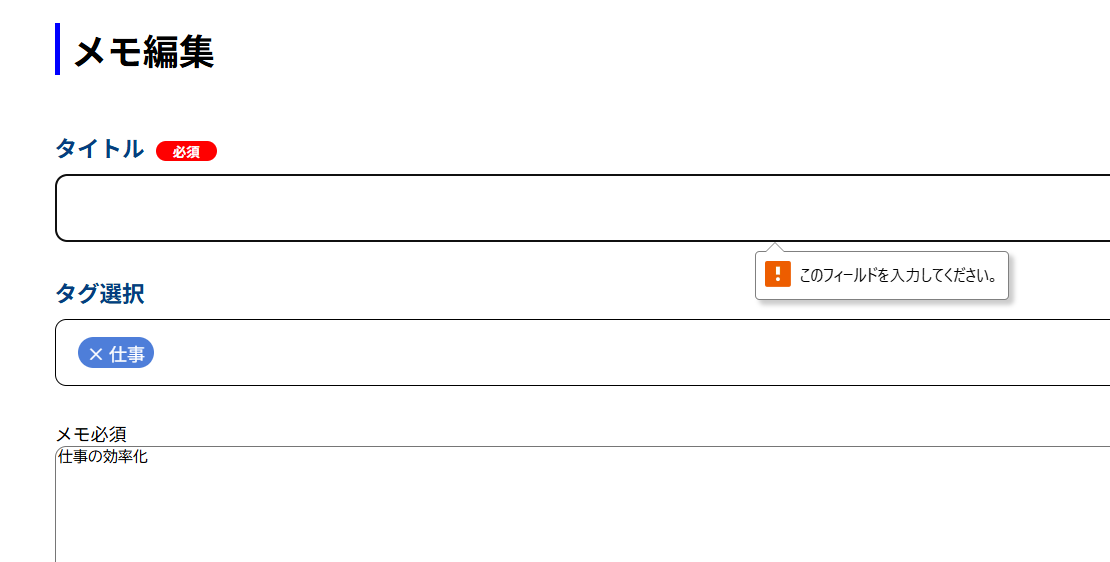 メモ編集
タイトル 必須
このフィールドを入力してください。
タグ選択
× 仕事
メモ必須
仕事の効率化